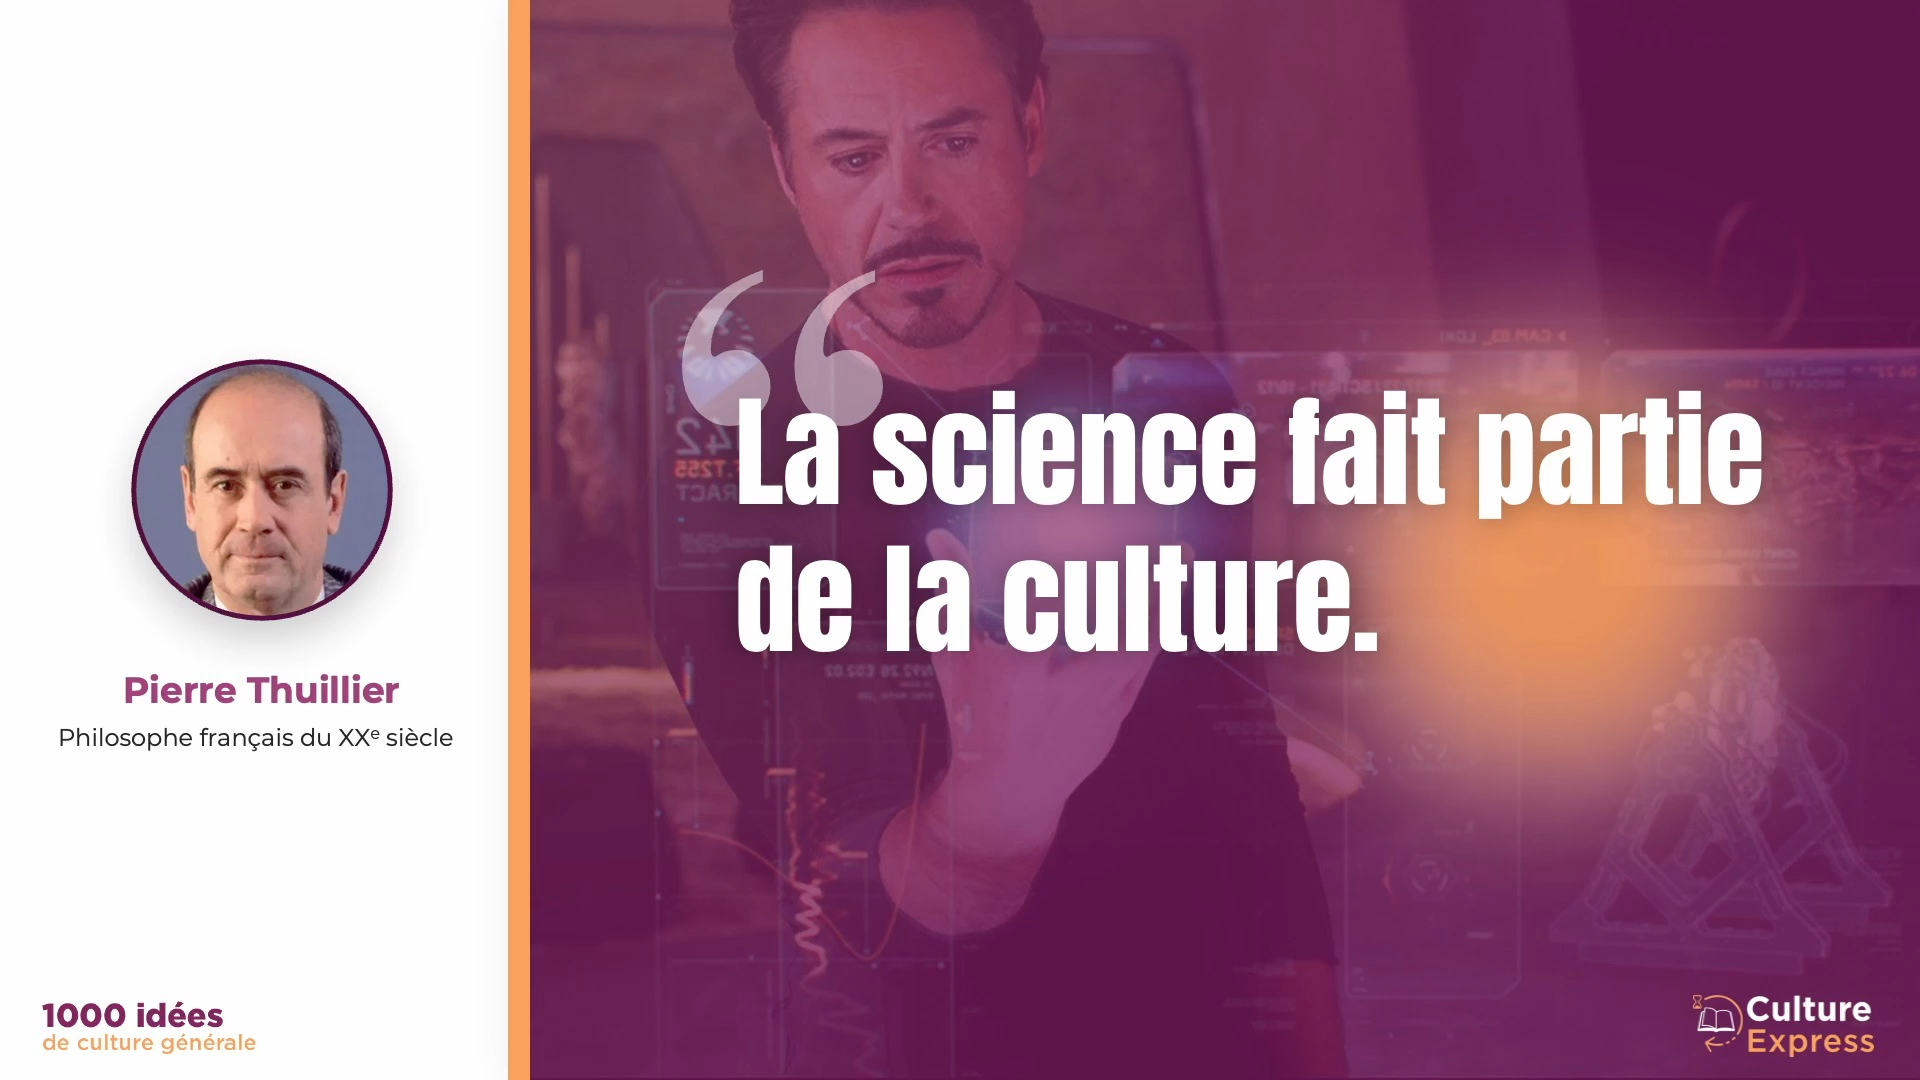 La science fait partie
de la culture.
Pierre Thuillier
Philosophe français du XXᵉ siècle
1000 idées
de culture générale
Culture
Express